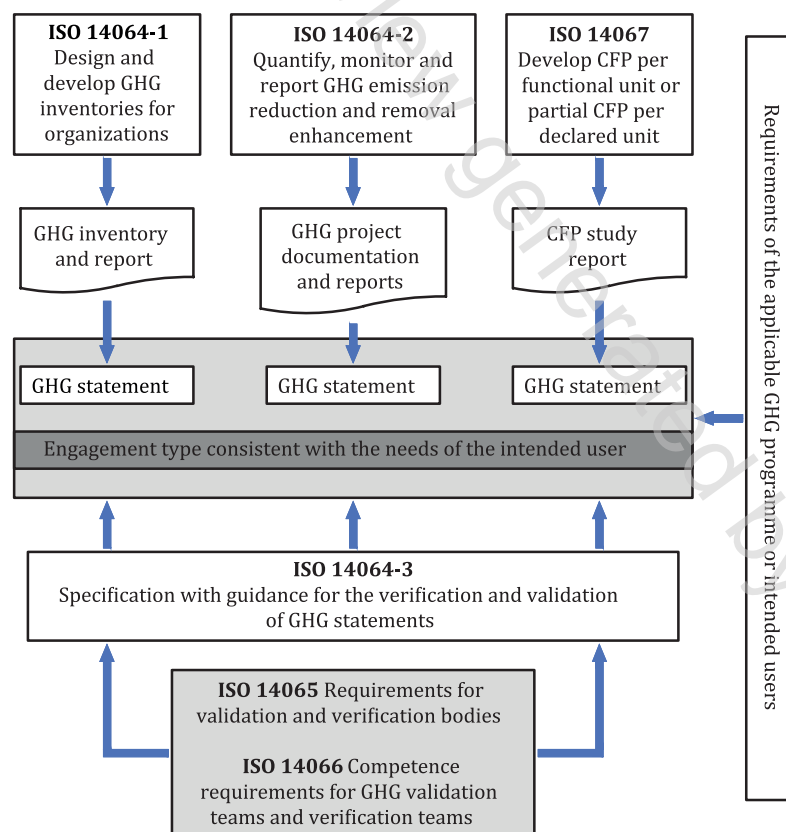 ISO 14064-1
Design and
develop GHG
inventories for
organizations
ISO 14064-2
Quantify, monitor and
report GHG emission
reduction and removal
enhancement
ISO 14067
Develop CFP per
functional unit or
partial CFP per
declared unit
GHG inventory
and report
GHG project
documentation
and reports
CFP study
report
GHG statement
GHG statement
GHG statement
Engagement type consistent with the needs of the intended user
ISO 14064-3
Specification with guidance for the verification and validation
of GHG statements
ISO 14065 Requirements for
validation and verification bodies
ISO 14066 Competence
requirements for GHG validation
teams and verification teams
Requirements of the applicable GHG programme or intended users
generated by